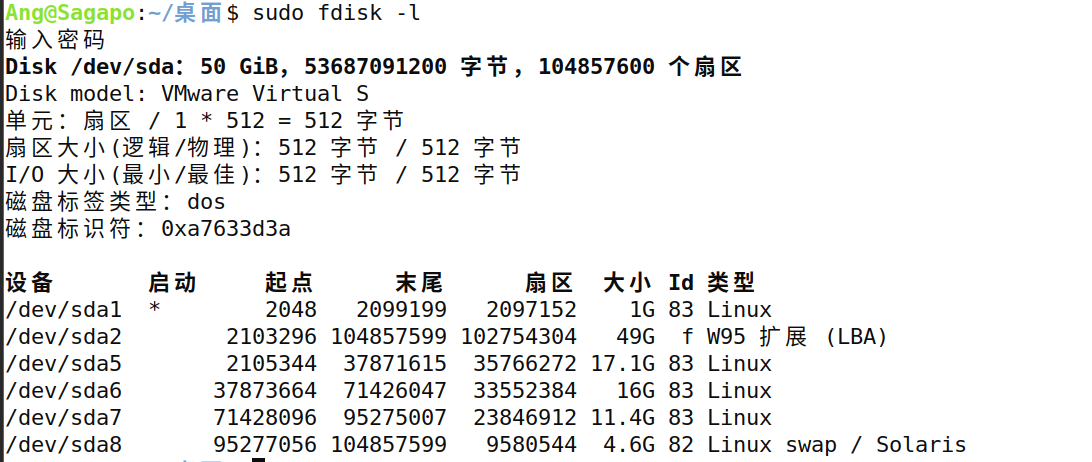 Ang@Sagapo:~/桌面$ sudo fdisk -l
输入密码
Disk /dev/sda：50 GiB，53687091200 字节，104857600 个扇区
Disk model: VMware Virtual S
单元：扇区 / 1 * 512 = 512 字节
扇区大小(逻辑/物理)：512 字节 / 512 字节
I/O 大小(最小/最佳)：512 字节 / 512 字节
磁盘标签类型：dos
磁盘标识符：0xa7633d3a
设备 启动 起点 末尾 扇区 大小 Id 类型
/dev/sda1 * 2048 2099199 2097152 1G 83 Linux
/dev/sda2 2103296 104857599 102754304 49G f W95 扩展 (LBA)
/dev/sda5 2105344 37871615 35766272 17.1G 83 Linux
/dev/sda6 37873664 71426047 33552384 16G 83 Linux
/dev/sda7 71428096 95275007 23846912 11.4G 83 Linux
/dev/sda8 95277056 104857599 9580544 4.6G 82 Linux swap / Solaris